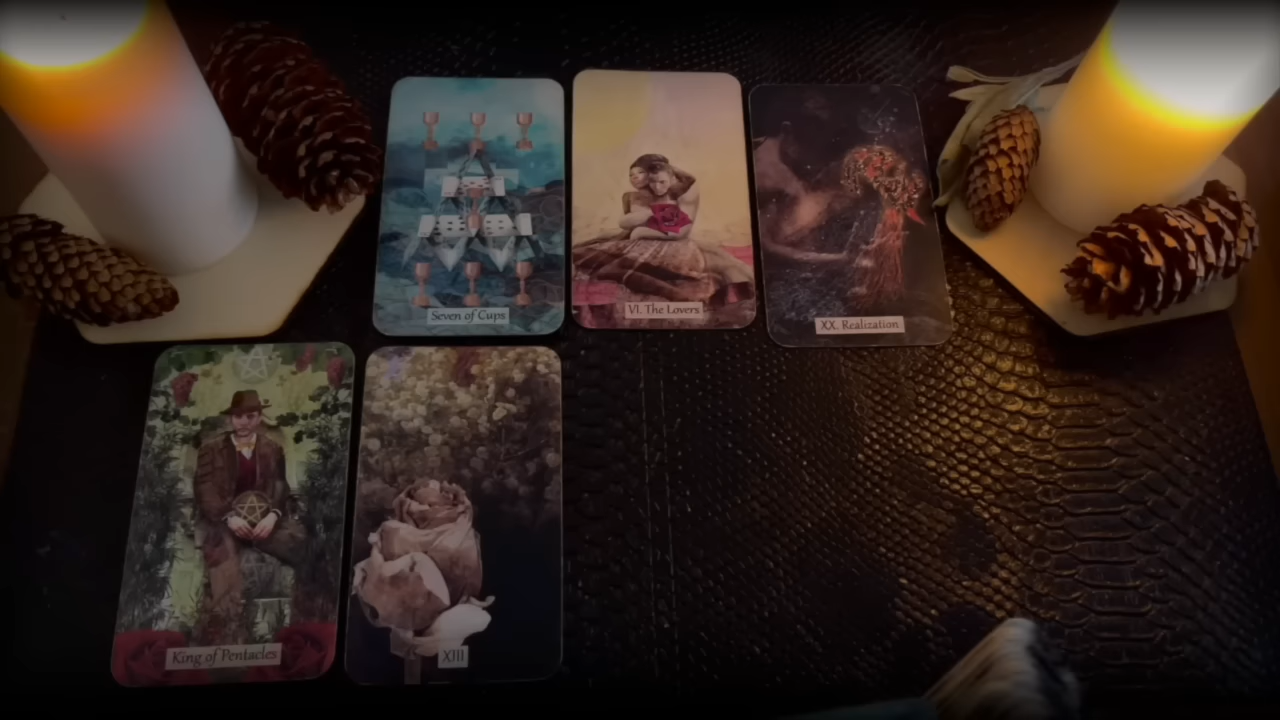 Seven of Cups
VI. The Lovers
XX. Realization
King of Pentacles
XIII